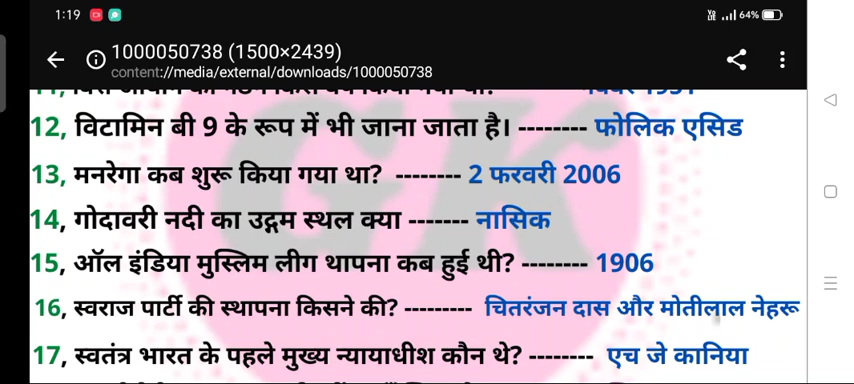 1:19
64%
1000050738 (1500×2439)
content://media/external/downloads/1000050738
12, विटामिन बी 9 के रूप में भी जाना जाता है। -------- फोलिक एसिड
13, मनरेगा कब शुरू किया गया था? -------- 2 फरवरी 2006
14, गोदावरी नदी का उद्गम स्थल क्या ------- नासिक
15, ऑल इंडिया मुस्लिम लीग थापना कब हुई थी? -------- 1906
16, स्वराज पार्टी की स्थापना किसने की? --------- चितरंजन दास और मोतीलाल नेहरू
17, स्वतंत्र भारत के पहले मुख्य न्यायाधीश कौन थे? -------- एच जे कानिया
GK